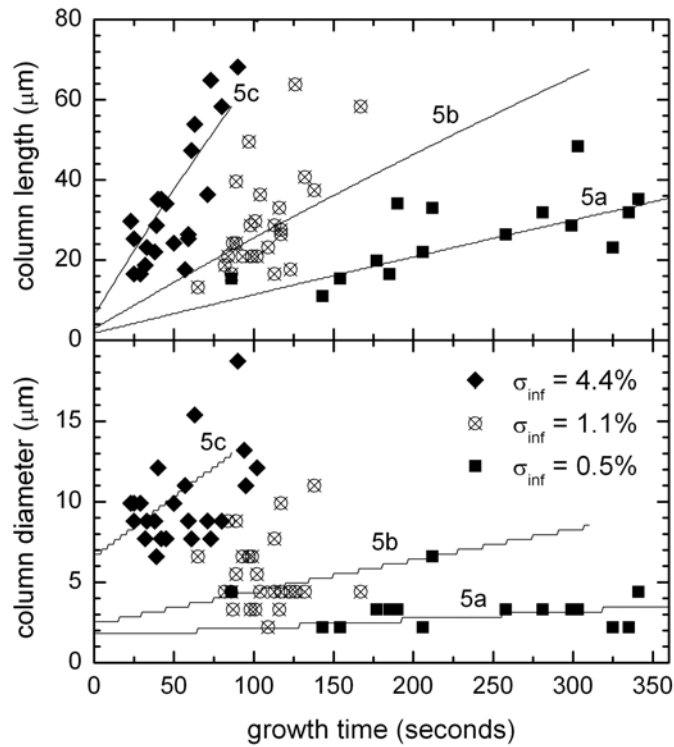 80
60
40
20
0
column length (μm)
5c
5b
5a
15
10
5
0
column diameter (μm)
5c
5b
5a
◆ σinf = 4.4%
⊗ σinf = 1.1%
■ σinf = 0.5%
0 50 100 150 200 250 300 350
growth time (seconds)